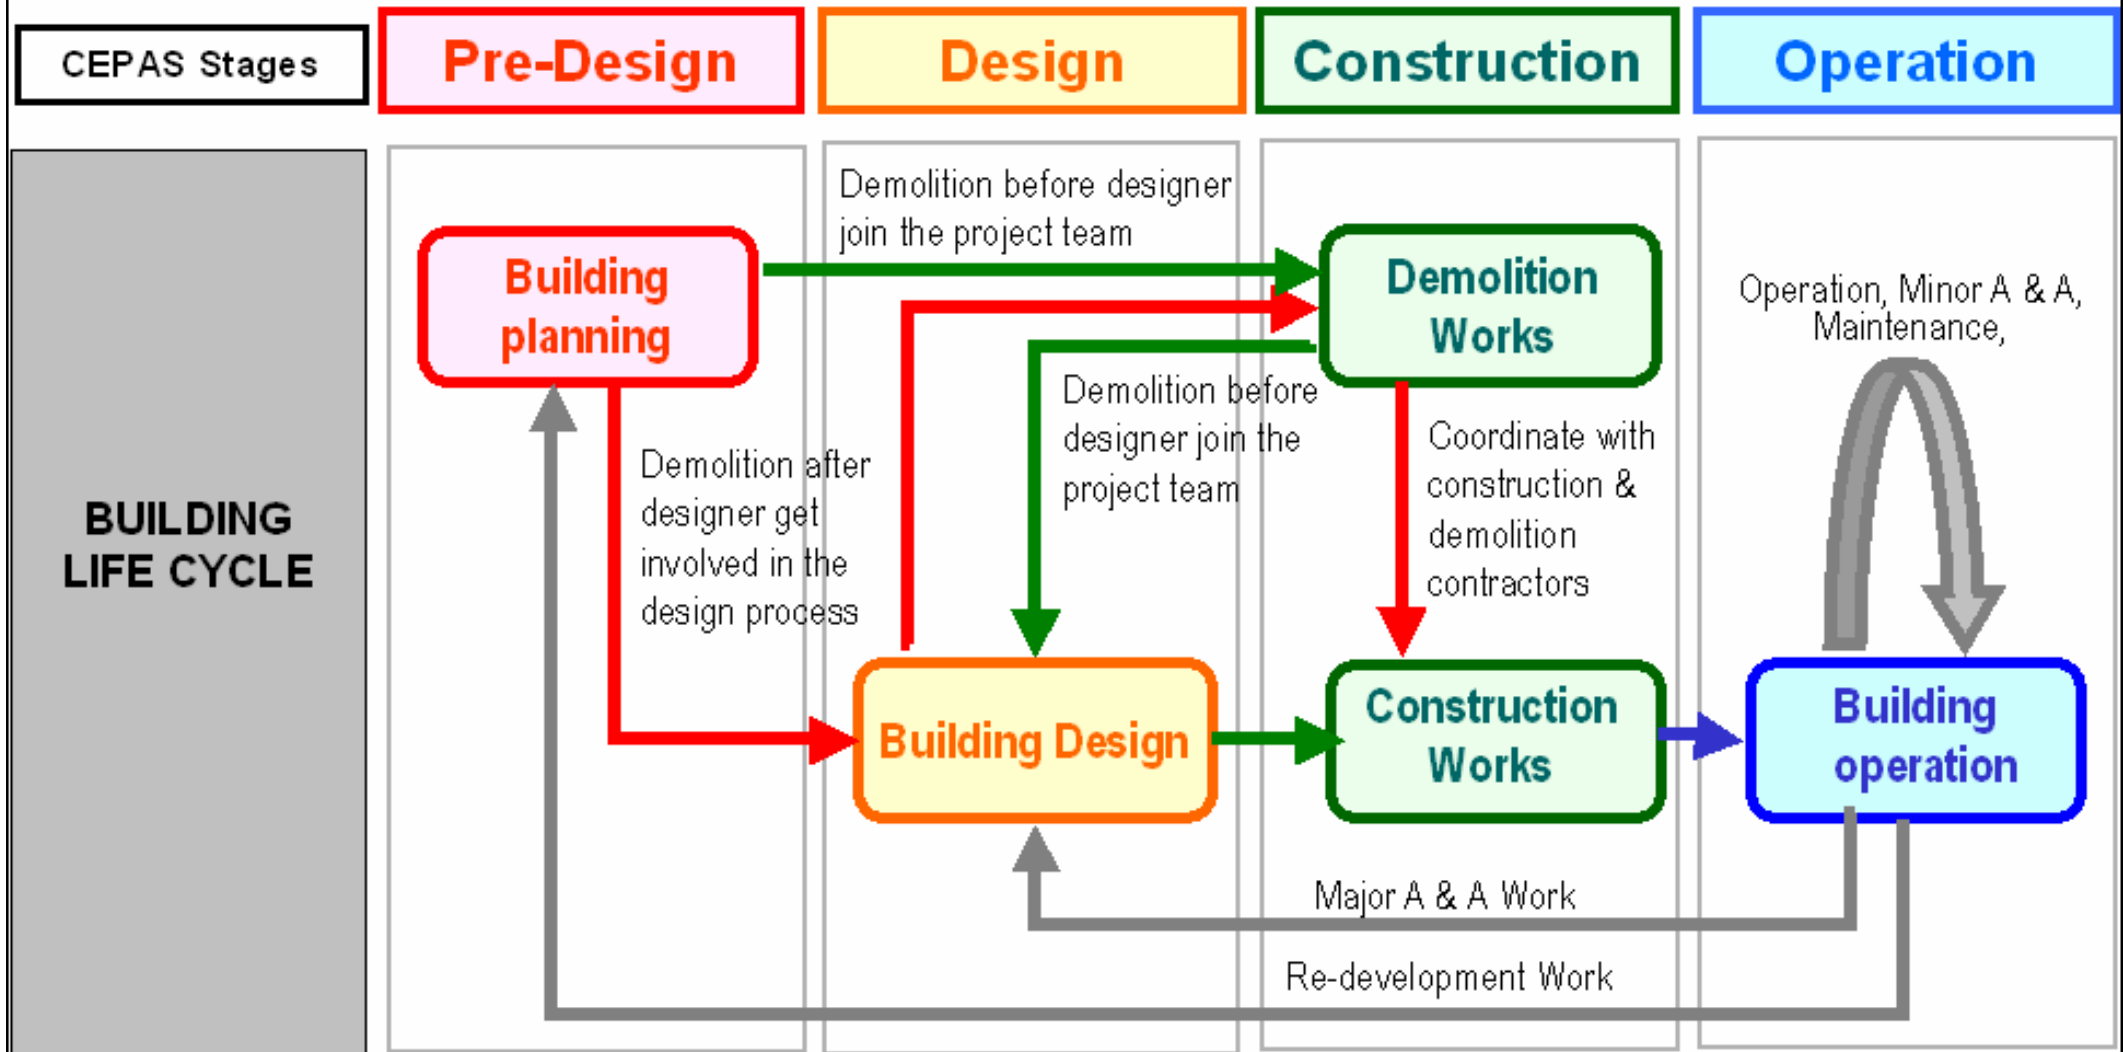 CEPAS Stages
Pre-Design
Design
Construction
Operation
BUILDING
LIFE CYCLE
Building
planning
Demolition before designer
join the project team
Demolition
Works
Operation, Minor A & A,
Maintenance,
Demolition after
designer get
involved in the
design process
Demolition before
designer join the
project team
Coordinate with
construction &
demolition
contractors
Building Design
Construction
Works
Building
operation
Major A & A Work
Re-development Work